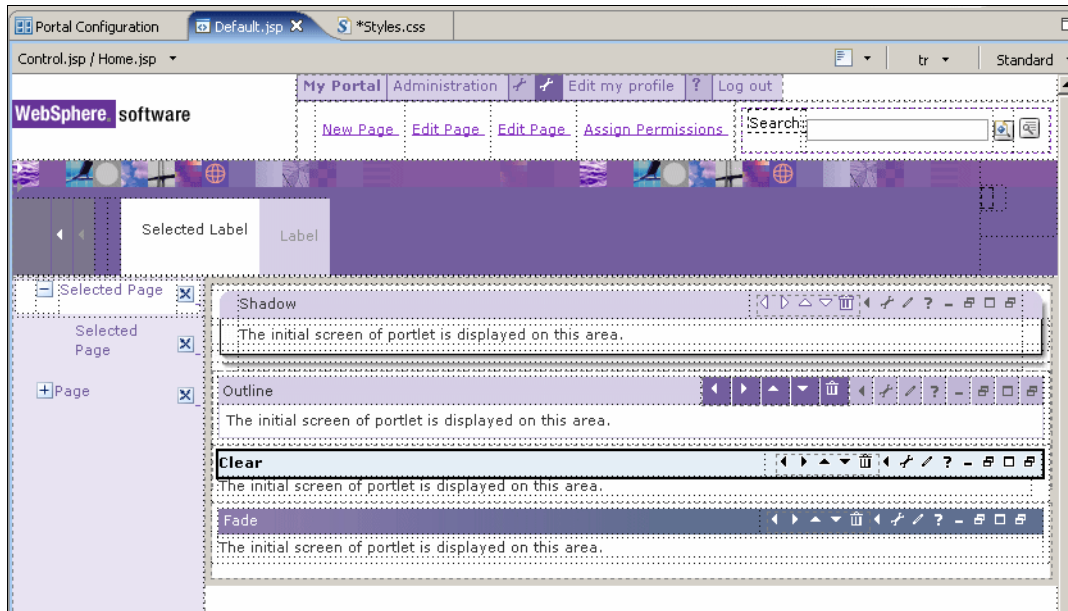 Portal Configuration Default.jsp *Styles.css
Control.jsp / Home.jsp tr Standard
My Portal Administration Edit my profile ? Log out
WebSphere. software
New Page Edit Page Edit Page Assign Permissions Search:
Selected Label Label
Selected Page
Shadow ?
The initial screen of portlet is displayed on this area.
Selected
Page
Page
Outline ?
The initial screen of portlet is displayed on this area.
Clear ?
The initial screen of portlet is displayed on this area.
Fade ?
The initial screen of portlet is displayed on this area.